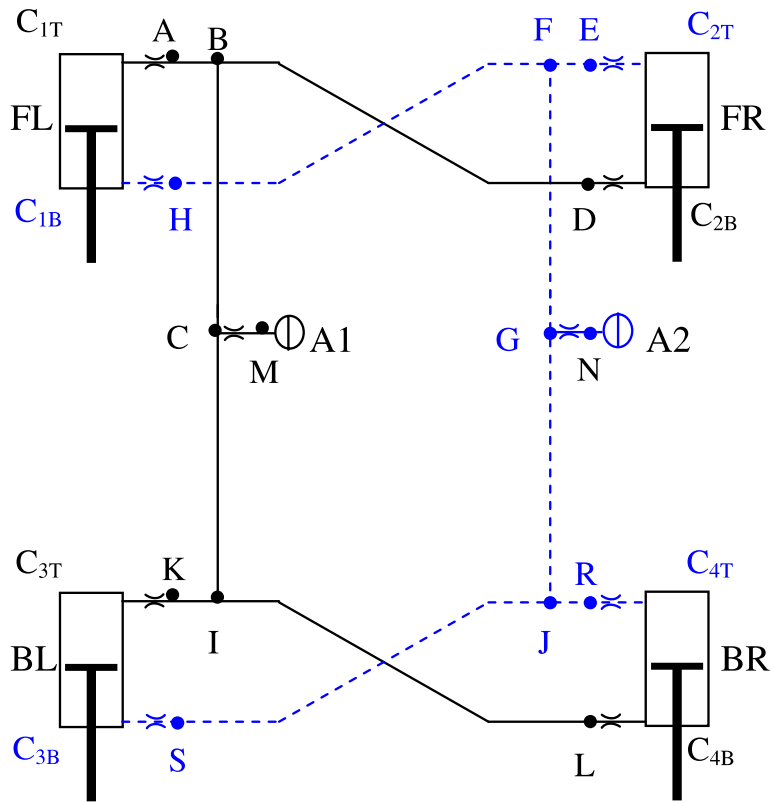 C1T A B F E C2T
FL FR
C1B H D C2B
C M A1 G N A2
C3T K R C4T
I J
BL BR
C3B S L C4B